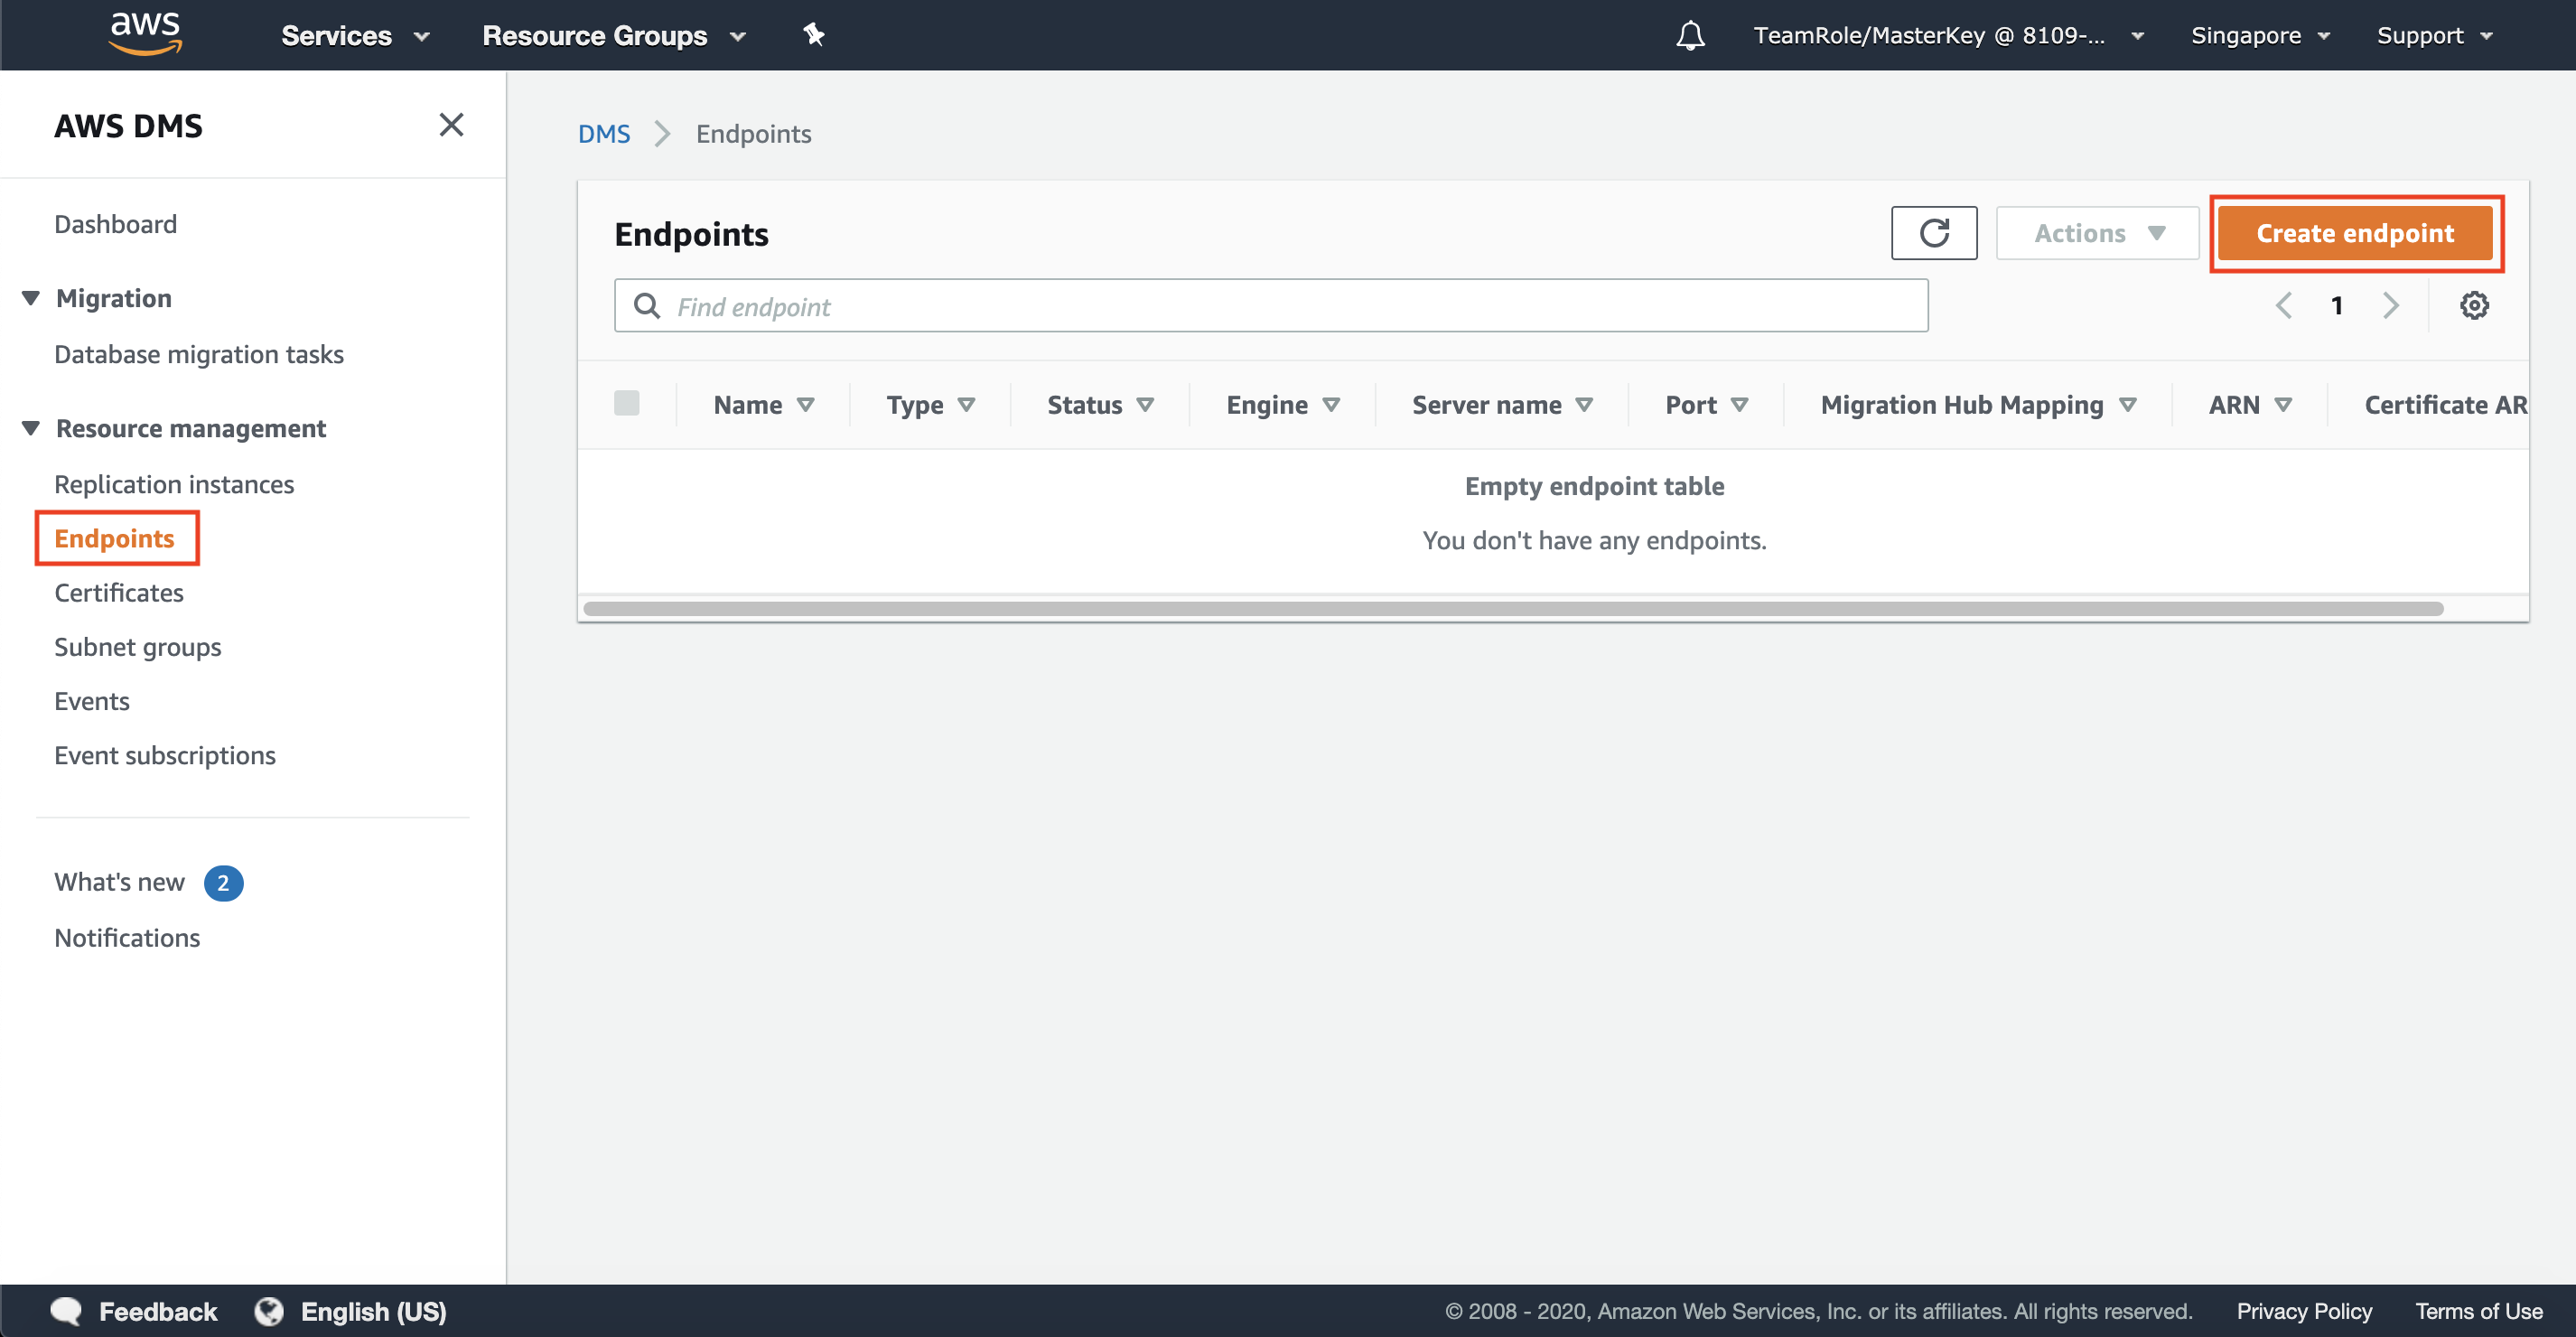 aws Services Resource Groups TeamRole/MasterKey @ 8109-... Singapore Support
AWS DMS
Dashboard
Migration
Database migration tasks
Resource management
Replication instances
Endpoints
Certificates
Subnet groups
Events
Event subscriptions
What's new 2
Notifications
DMS Endpoints
Endpoints Actions Create endpoint
Find endpoint 1
Name Type Status Engine Server name Port Migration Hub Mapping ARN Certificate AR
Empty endpoint table
You don't have any endpoints.
Feedback English (US) © 2008 - 2020, Amazon Web Services, Inc. or its affiliates. All rights reserved. Privacy Policy Terms of Use